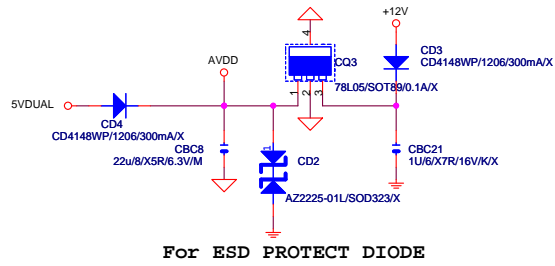 +12V
4
CD3
CD4148WP/1206/300mA/X
CQ3
78L05/SOT89/0.1A/X
AVDD
1
2
3
5VDUAL
CD4
CD4148WP/1206/300mA/X
CBC8
22u/8/X5R/6.3V/M
1
CD2
AZ2225-01L/SOD323/X
CBC21
1U/6/X7R/16V/K/X
For ESD PROTECT DIODE